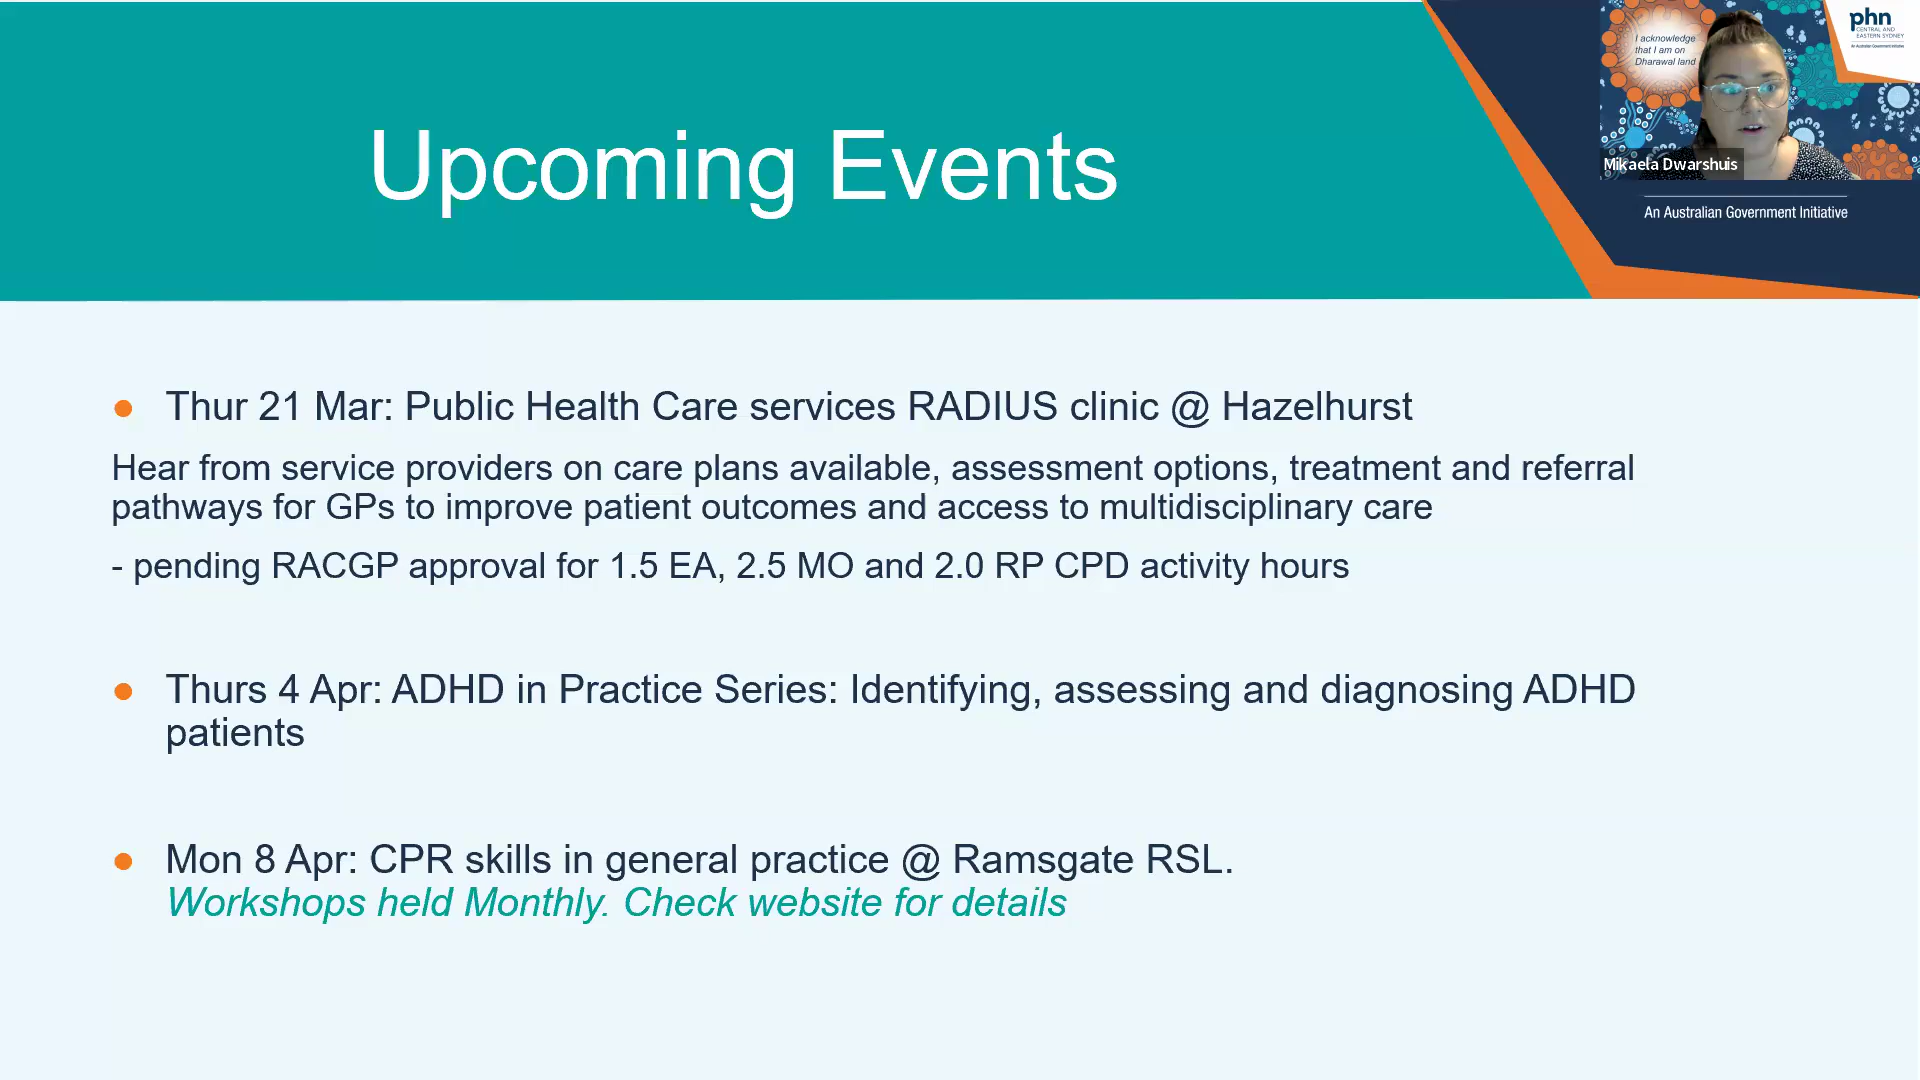 Upcoming Events
I acknowledge
that I am on
Dharawal land
phn
CENTRAL AND
EASTERN SYDNEY
An Australian Government Initiative
Mikaela Dwarshuis
An Australian Government Initiative
● Thur 21 Mar: Public Health Care services RADIUS clinic @ Hazelhurst
Hear from service providers on care plans available, assessment options, treatment and referral
pathways for GPs to improve patient outcomes and access to multidisciplinary care
- pending RACGP approval for 1.5 EA, 2.5 MO and 2.0 RP CPD activity hours
● Thurs 4 Apr: ADHD in Practice Series: Identifying, assessing and diagnosing ADHD
patients
● Mon 8 Apr: CPR skills in general practice @ Ramsgate RSL.
Workshops held Monthly. Check website for details